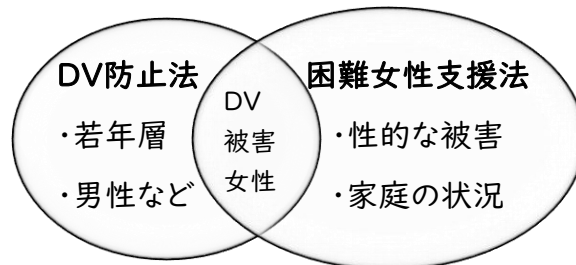 DV防止法
・若年層
・男性など
DV
被害
女性
困難女性支援法
・性的な被害
・家庭の状況